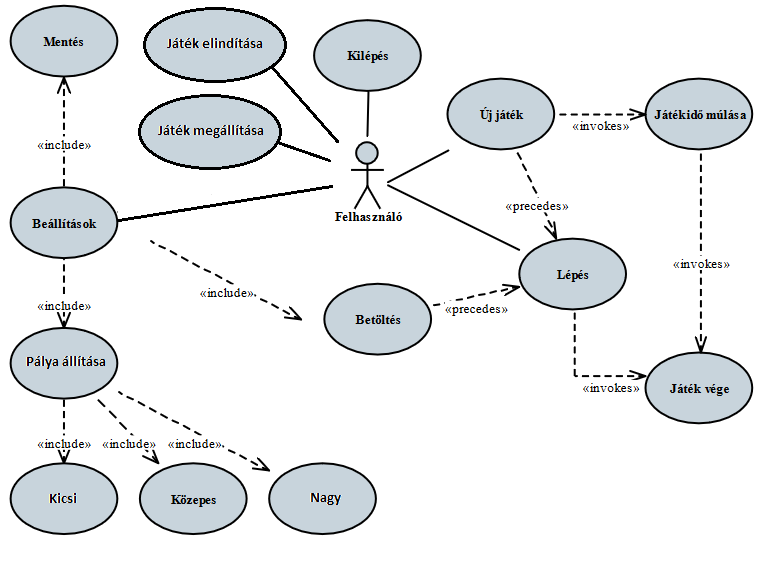 Mentés
Játék elindítása
Kilépés
Játék megállítása
Új játék
«invokes»
Játékidő múlása
«include»
Felhasználó
«precedes»
Beállítások
«invokes»
Lépés
«include»
«include»
Betöltés
«precedes»
Pálya állítása
«invokes»
Játék vége
«include»
«include»
«include»
Kicsi
Közepes
Nagy